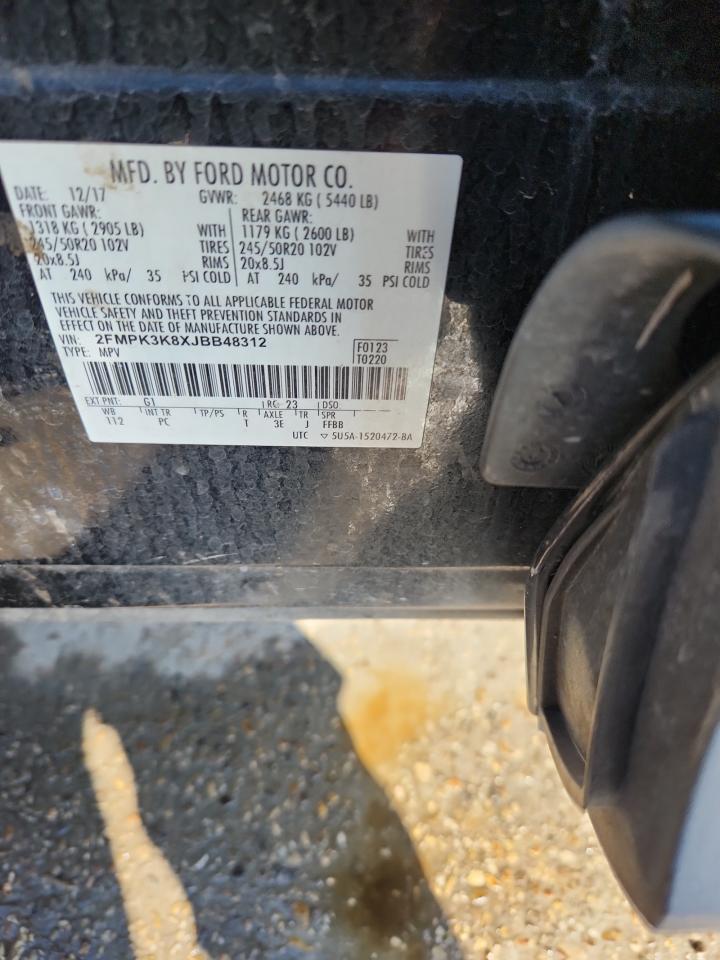 MFD. BY FORD MOTOR CO.
DATE: 12/17 GVWR: 2468 KG ( 5440 LB)
FRONT GAWR: REAR GAWR:
1318 KG ( 2905 LB) WITH 1179 KG ( 2600 LB) WITH
245/50R20 102V TIRES 245/50R20 102V TIRES
20x8.5J RIMS 20x8.5J RIMS
AT 240 kPa/ 35 PSI COLD AT 240 kPa/ 35 PSI COLD
THIS VEHICLE CONFORMS TO ALL APPLICABLE FEDERAL MOTOR
VEHICLE SAFETY AND THEFT PREVENTION STANDARDS IN
EFFECT ON THE DATE OF MANUFACTURE SHOWN ABOVE.
VIN: 2FMPK3K8XJBB48312 F0123
TYPE: MPV T0220
EXT PNT: G1 RC: 23 DSO:
WB INT TR TP/PS R AXLE TR SPR
112 PC T 3E J FFBB
UTC ▽ 5U5A-1520472-BA